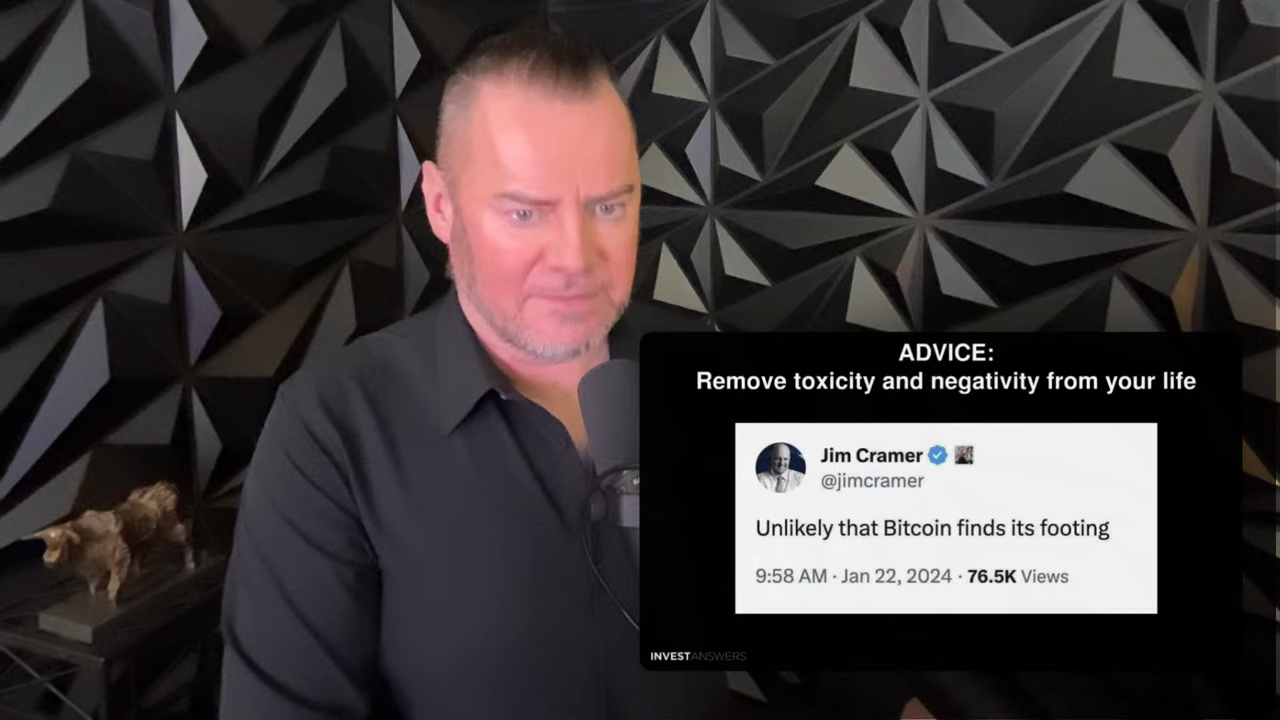 ADVICE:
Remove toxicity and negativity from your life
Jim Cramer
@jimcramer
Unlikely that Bitcoin finds its footing
9:58 AM · Jan 22, 2024 · 76.5K Views
INVESTANSWERS